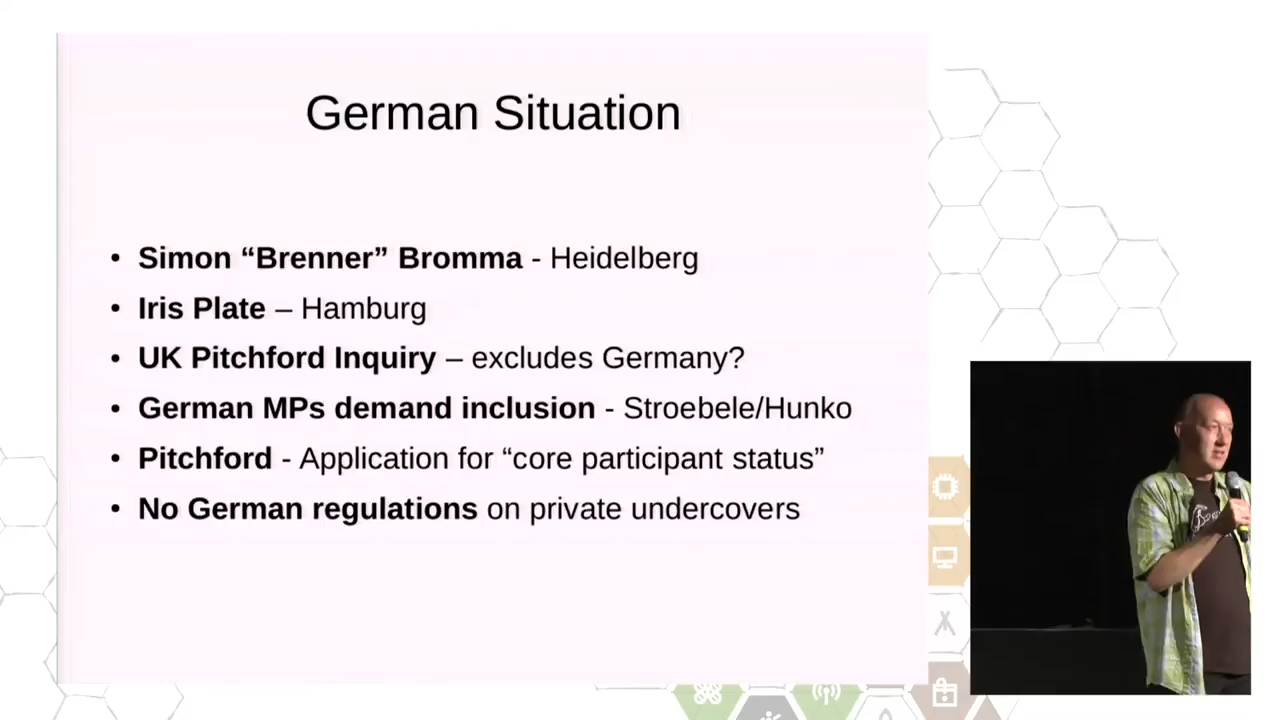 German Situation
• Simon “Brenner” Bromma - Heidelberg
• Iris Plate – Hamburg
• UK Pitchford Inquiry – excludes Germany?
• German MPs demand inclusion - Stroebele/Hunko
• Pitchford - Application for “core participant status”
• No German regulations on private undercovers